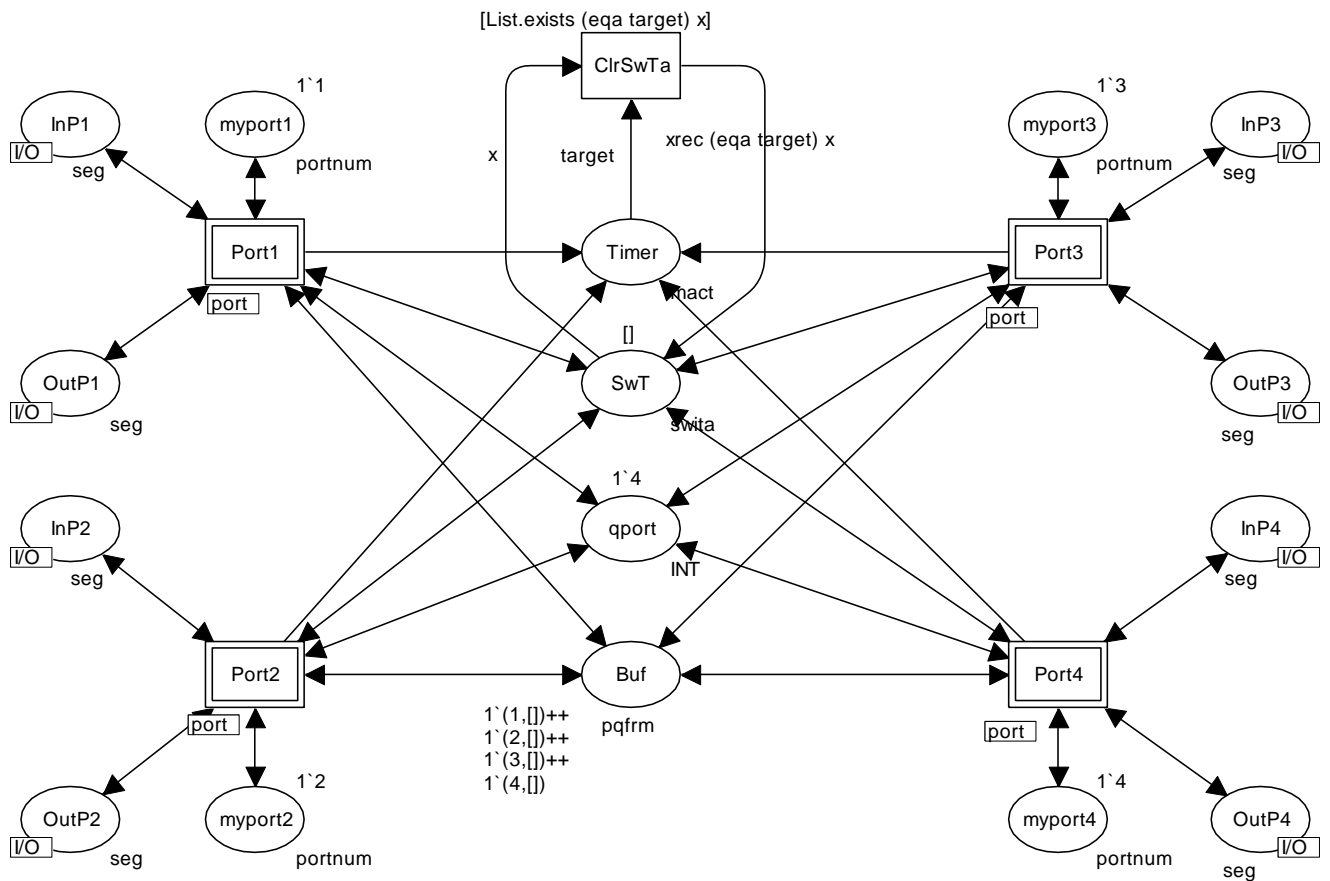 [List.exists (eqa target) x]
ClrSwTa
1`1
1`3
InP1
myport1
myport3
InP3
I/O
I/O
x
target
xrec (eqa target) x
seg
portnum
portnum
seg
Port1
Timer
Port3
port
mact
port
[]
OutP1
SwT
OutP3
I/O
I/O
seg
swita
seg
1`4
InP2
qport
InP4
I/O
I/O
seg
INT
seg
Port2
Buf
Port4
port
1`(1,[])++
pqfrm
port
1`(2,[])++
1`(3,[])++
1`(4,[])
1`2
1`4
OutP2
myport2
myport4
OutP4
I/O
I/O
seg
portnum
portnum
seg